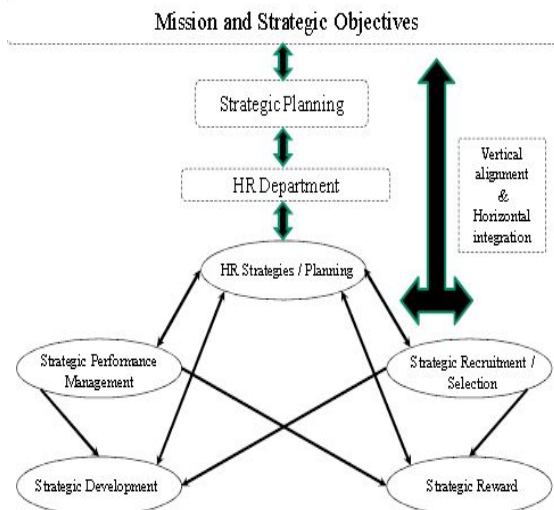 Mission and Strategic Objectives
Strategic Planning
HR Department
Vertical
alignment
&
Horizontal
integration
HR Strategies / Planning
Strategic Performance
Management
Strategic Recruitment /
Selection
Strategic Development
Strategic Reward